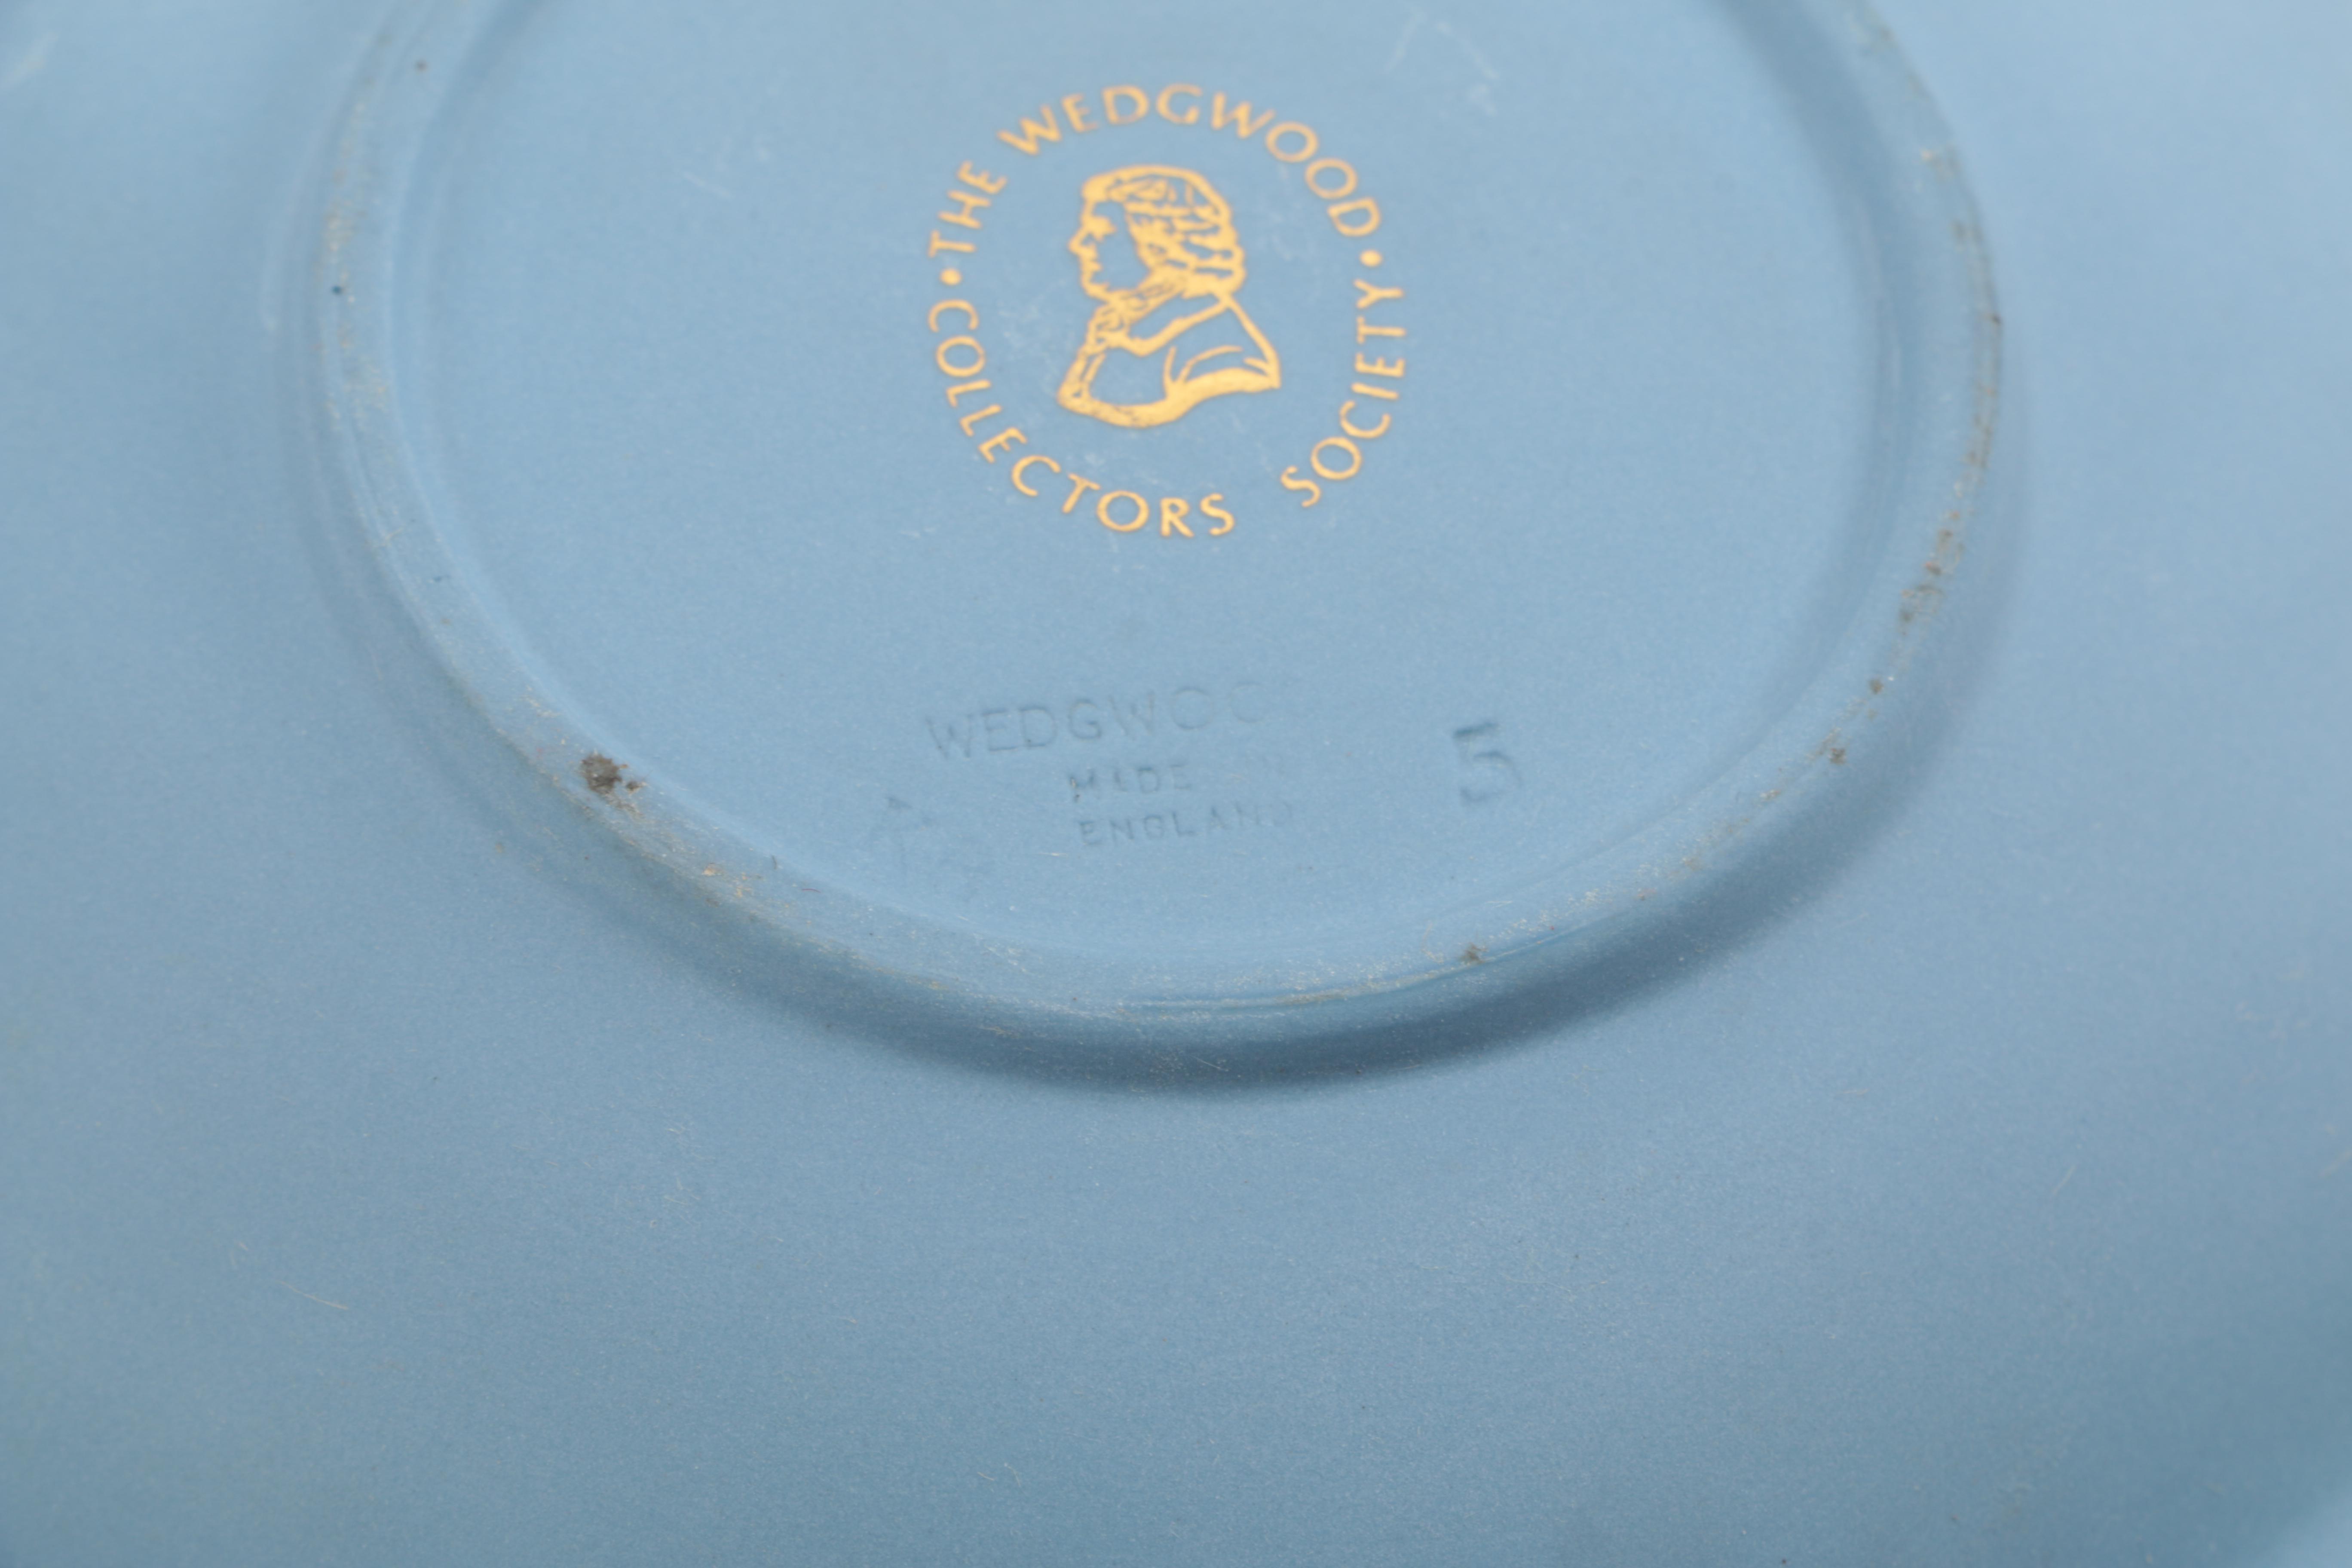 · THE WEDGWOOD ·
COLLECTORS SOCIETY
WEDGWOO
MADE
ENGLAND
5